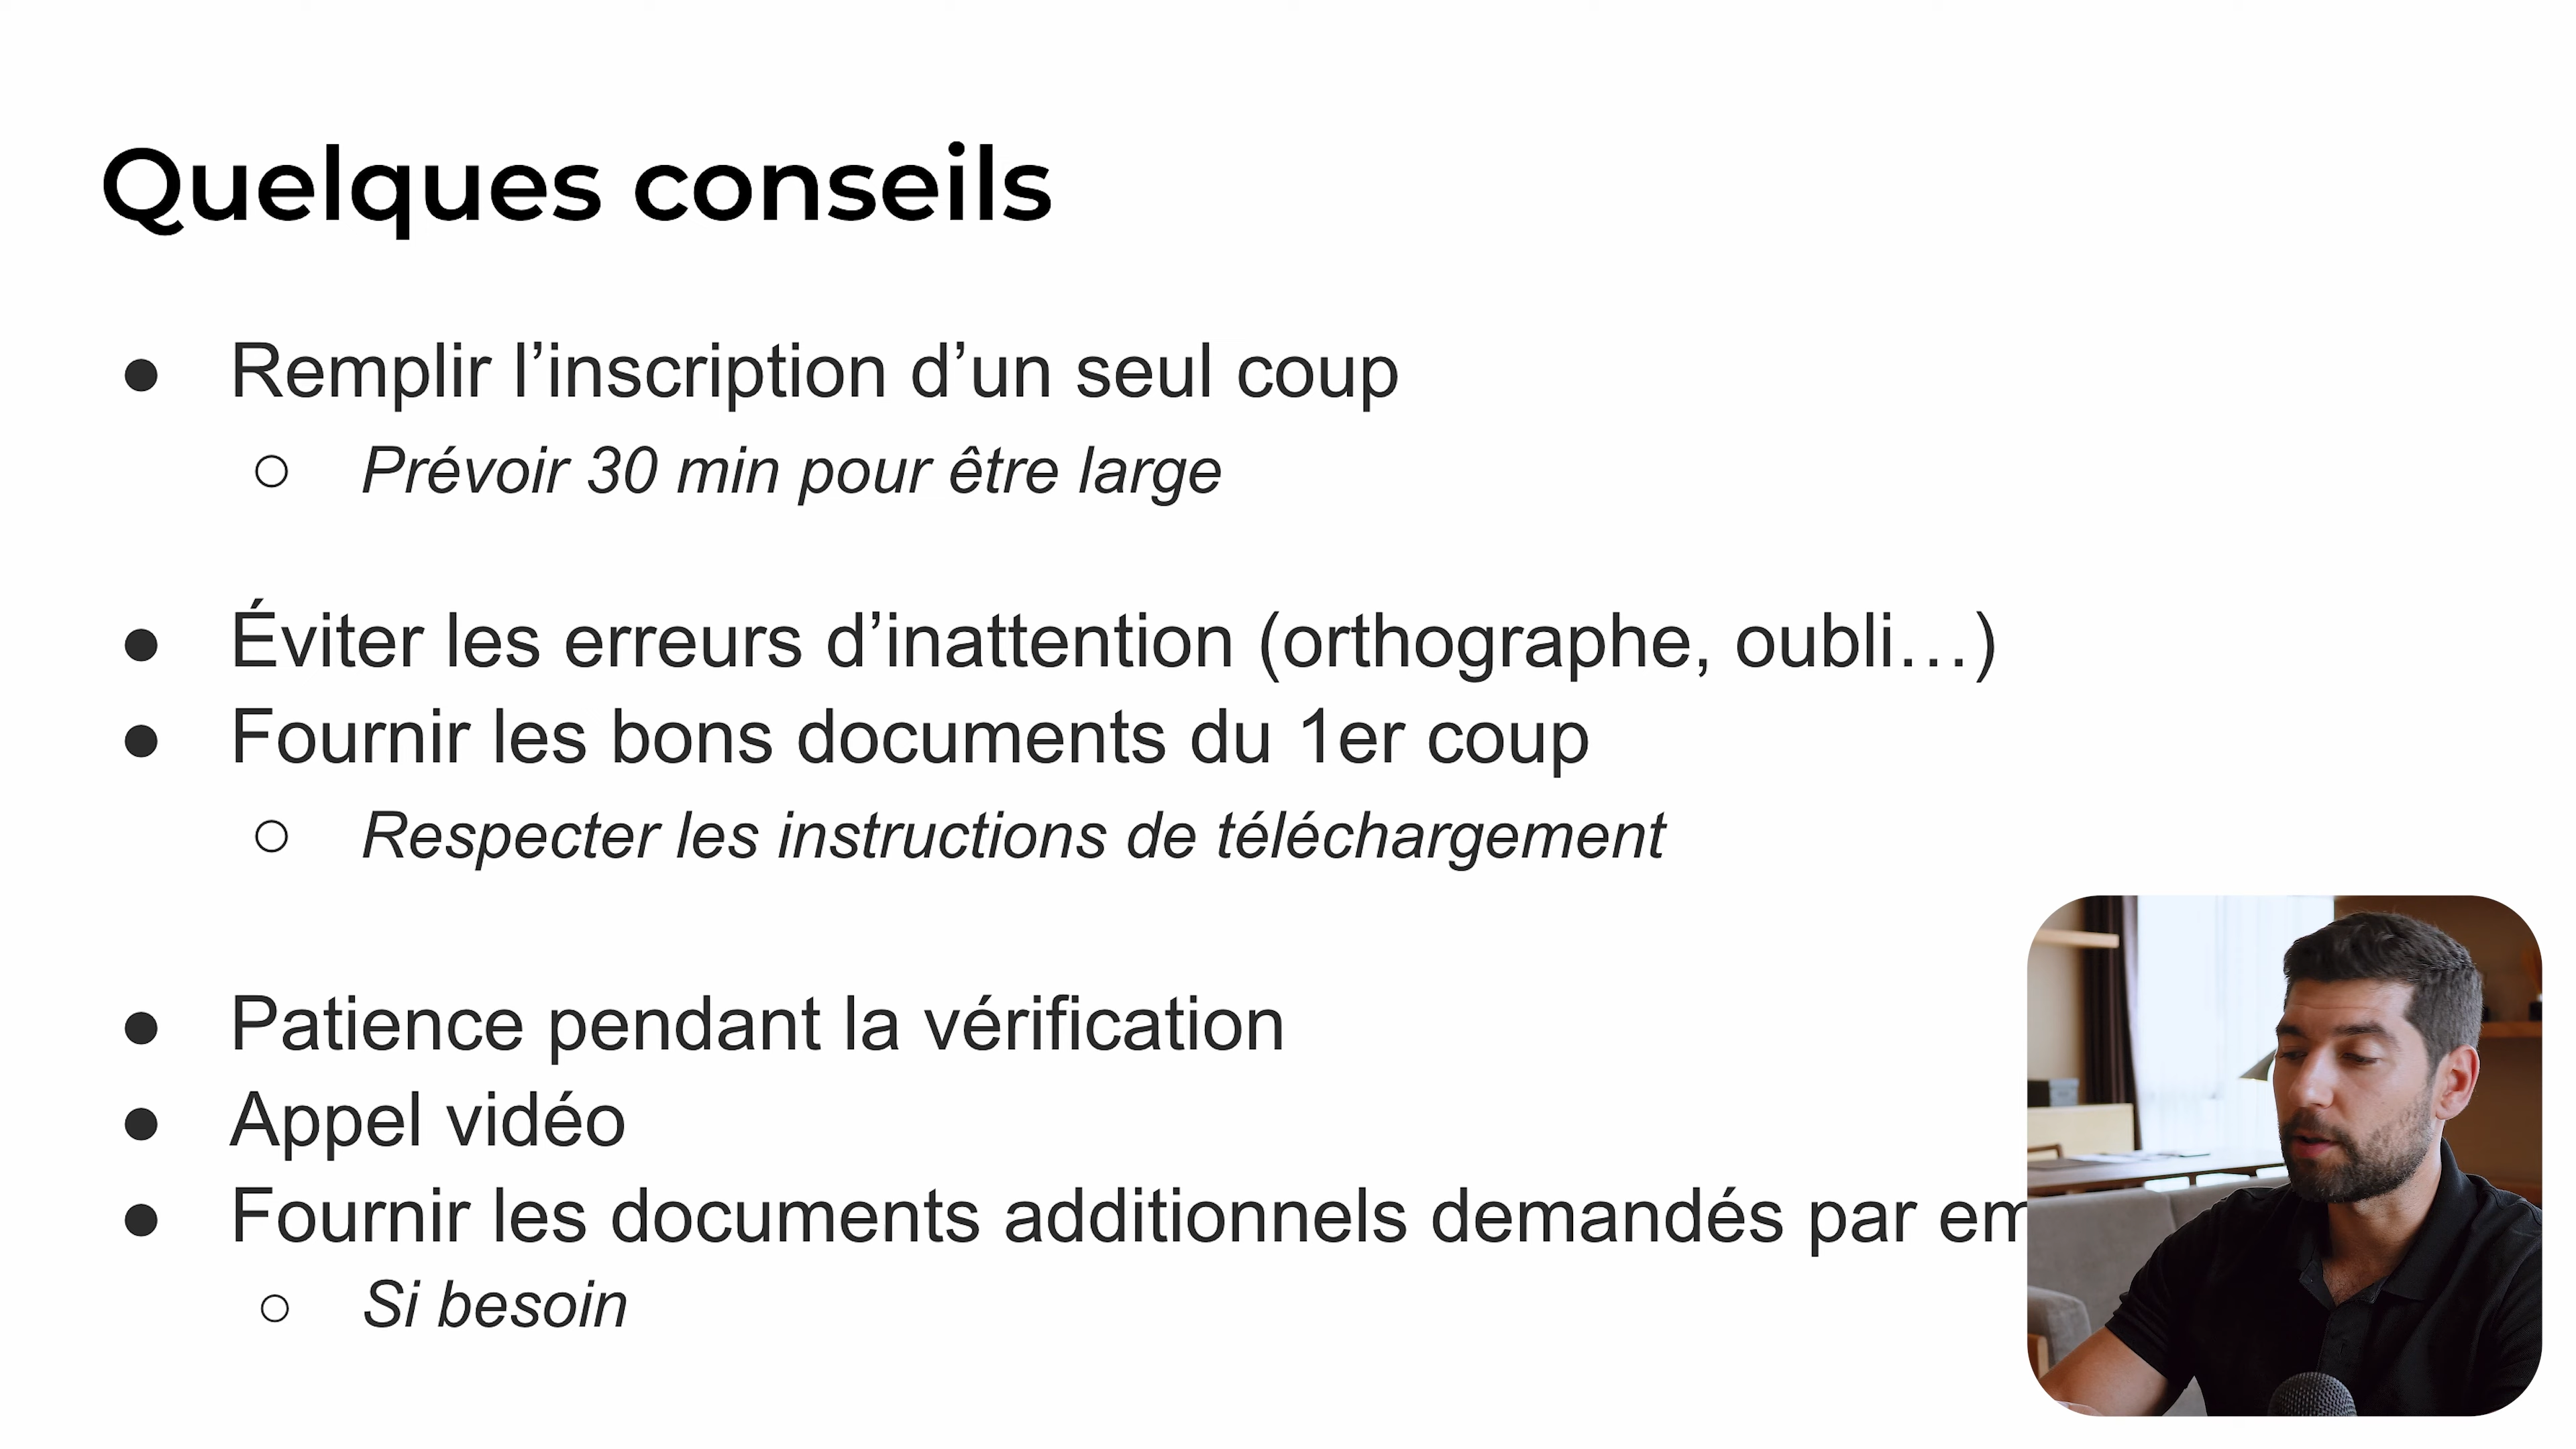 Quelques conseils
● Remplir l’inscription d’un seul coup
○ Prévoir 30 min pour être large
● Éviter les erreurs d’inattention (orthographe, oubli…)
● Fournir les bons documents du 1er coup
○ Respecter les instructions de téléchargement
● Patience pendant la vérification
● Appel vidéo
● Fournir les documents additionnels demandés par
○ Si besoin